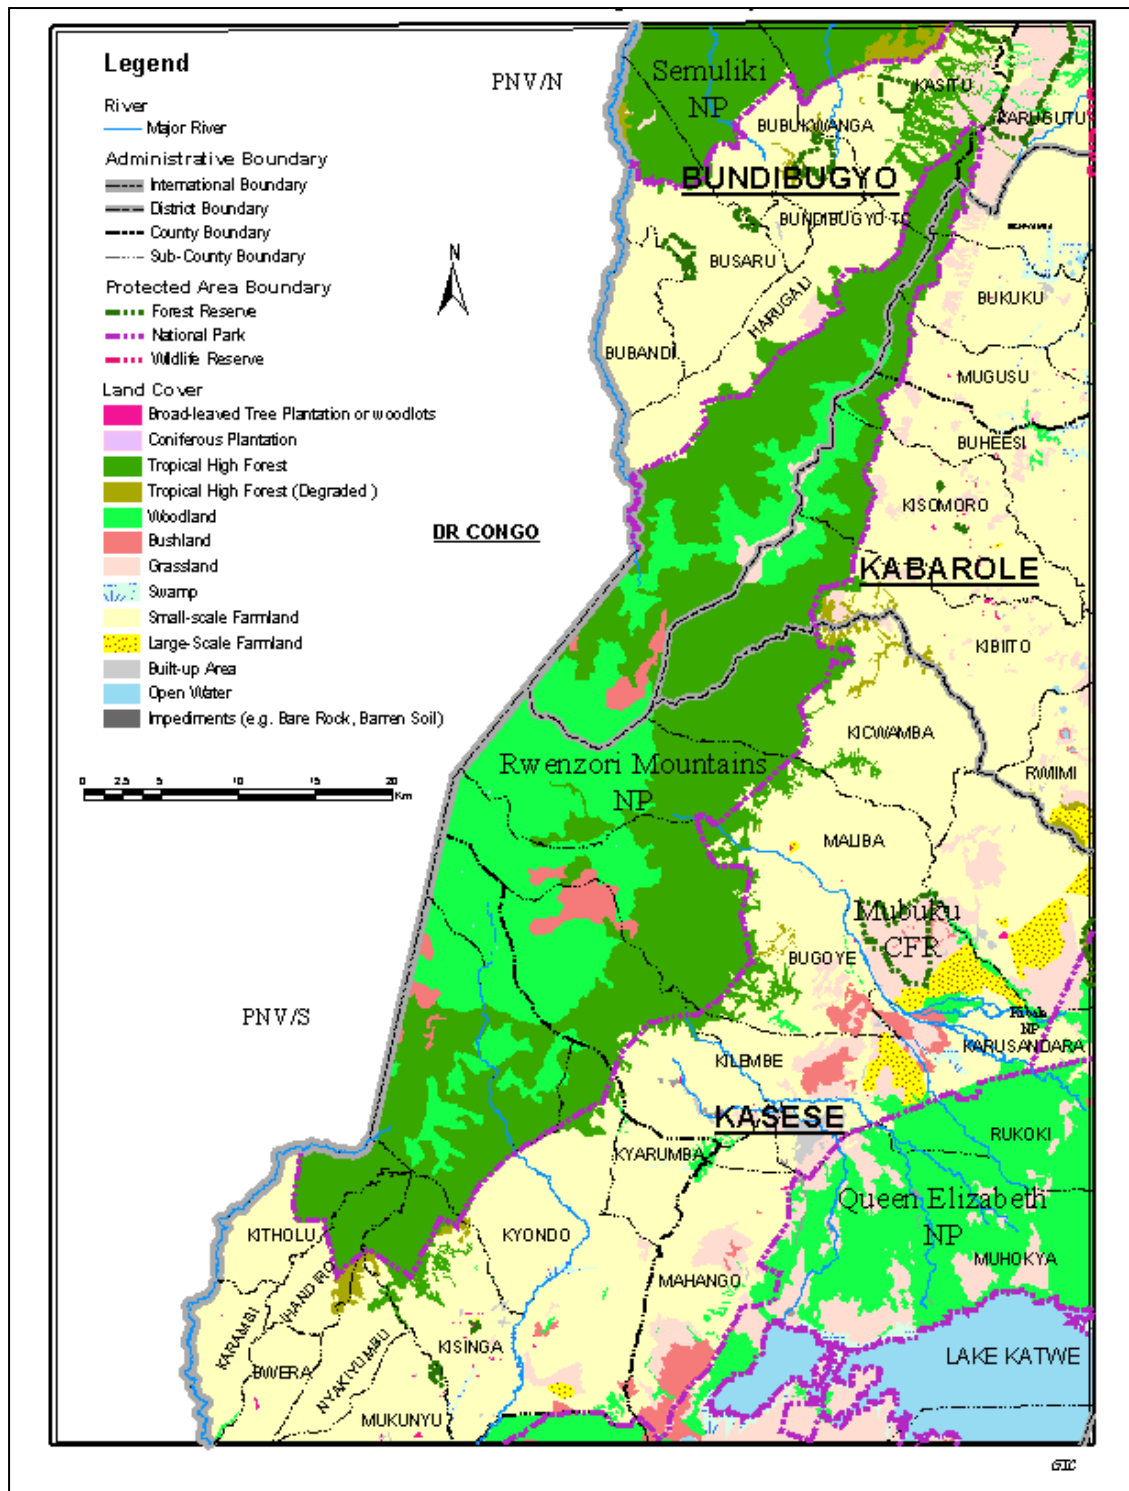 Legend
River
Major River
Administrative Boundary
International Boundary
District Boundary
County Boundary
Sub-County Boundary
Protected Area Boundary
Forest Reserve
National Park
Wildlife Reserve
Land Cover
Broad-leaved Tree Plantation or woodlots
Coniferous Plantation
Tropical High Forest
Tropical High Forest (Degraded )
Woodland
Bushland
Grassland
Swamp
Small-scale Farmland
Large-Scale Farmland
Built-up Area
Open Water
Impediments (e.g. Bare Rock, Barren Soil)
0 2.5 5 10 15 20
Km
N
PNV/N
Semuliki
NP
KASITU
KARUGUTU
BUBUKWANGA
BUNDIBUGYO
BUNDIBUGYO TC
BUSARU
HARUGALI
BUBANDI
BUKUKU
MUGUSU
BUHEESI
KISOMORO
DR CONGO
KABAROLE
KIBIITO
KICWAMBA
RWIMI
Rwenzori Mountains
NP
MALIBA
Mubuku
CFR
BUGOYE
PNV/S
NP
KARUSANDARA
KILEMBE
KASESE
RUKOKI
KYARUMBA
Queen Elizabeth
NP
KITHOLU
KYONDO
MUHOKYA
IHANDIRO
MAHANGO
KARAMBI
KISINGA
LAKE KATWE
BWERA
NYAKIYUMBU
MUKUNYU
GIC